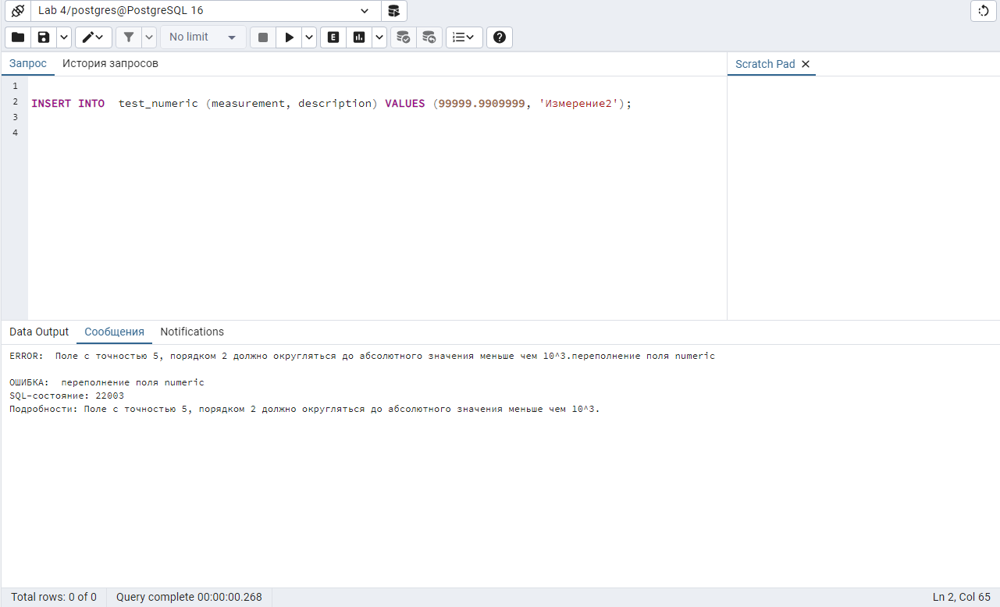 Lab 4/postgres@PostgreSQL 16
No limit
E
Запрос История запросов
Scratch Pad
1
2 INSERT INTO  test_numeric (measurement, description) VALUES (99999.9909999, 'Измерение2');
3
4
Data Output Сообщения Notifications
ERROR:  Поле с точностью 5, порядком 2 должно округляться до абсолютного значения меньше чем 10^3.переполнение поля numeric
ОШИБКА:  переполнение поля numeric
SQL-состояние: 22003
Подробности: Поле с точностью 5, порядком 2 должно округляться до абсолютного значения меньше чем 10^3.
Total rows: 0 of 0 Query complete 00:00:00.268 Ln 2, Col 65